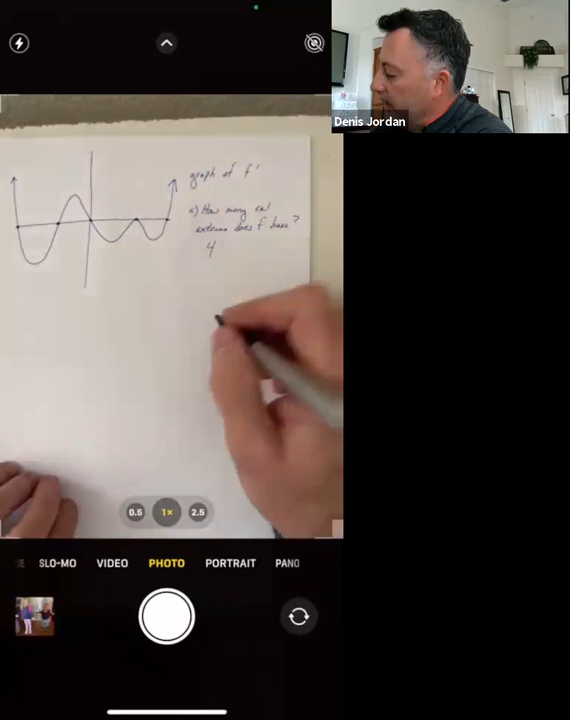 Denis Jordan
graph of f'
a) How many rel
extrema does f have?
4
0.5 1× 2.5
SLO-MO VIDEO PHOTO PORTRAIT PANO